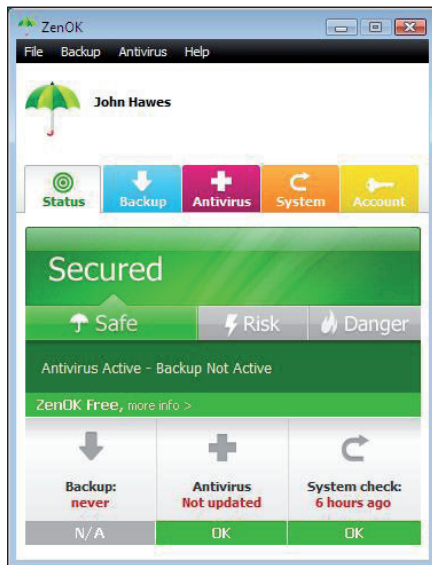 ZenOK
File Backup Antivirus Help
John Hawes
Status Backup Antivirus System Account
Secured
Safe Risk Danger
Antivirus Active - Backup Not Active
ZenOK Free, more info >
Backup: Antivirus System check:
never Not updated 6 hours ago
N/A OK OK